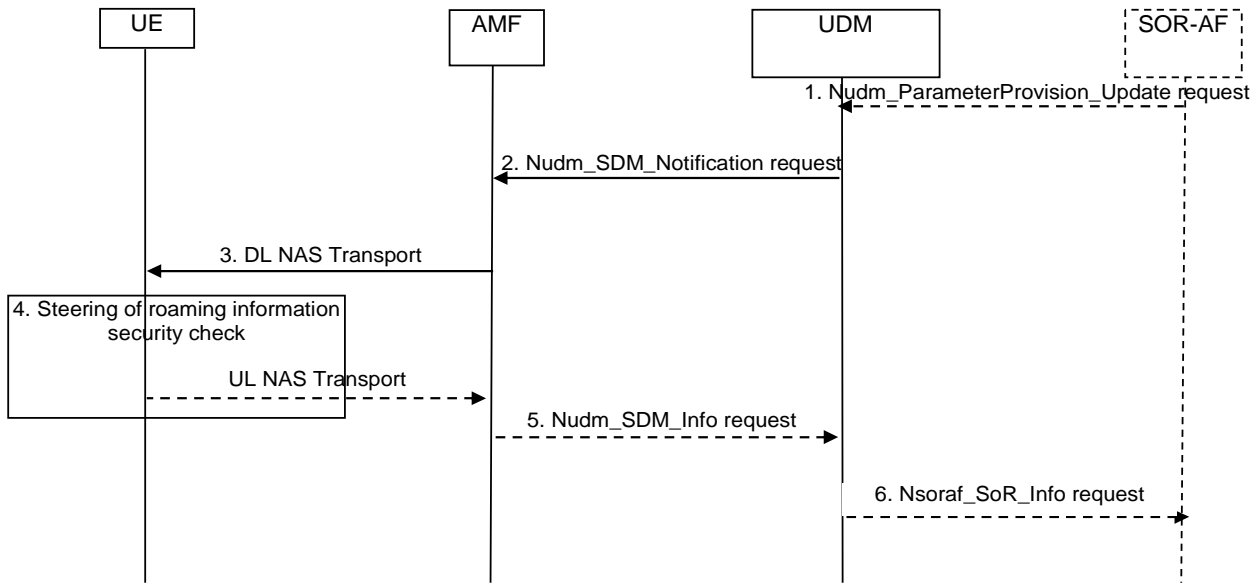 UE
AMF
UDM
SOR-AF
1. Nudm_ParameterProvision_Update request
2. Nudm_SDM_Notification request
3. DL NAS Transport
4. Steering of roaming information
security check
UL NAS Transport
5. Nudm_SDM_Info request
6. Nsoraf_SoR_Info request